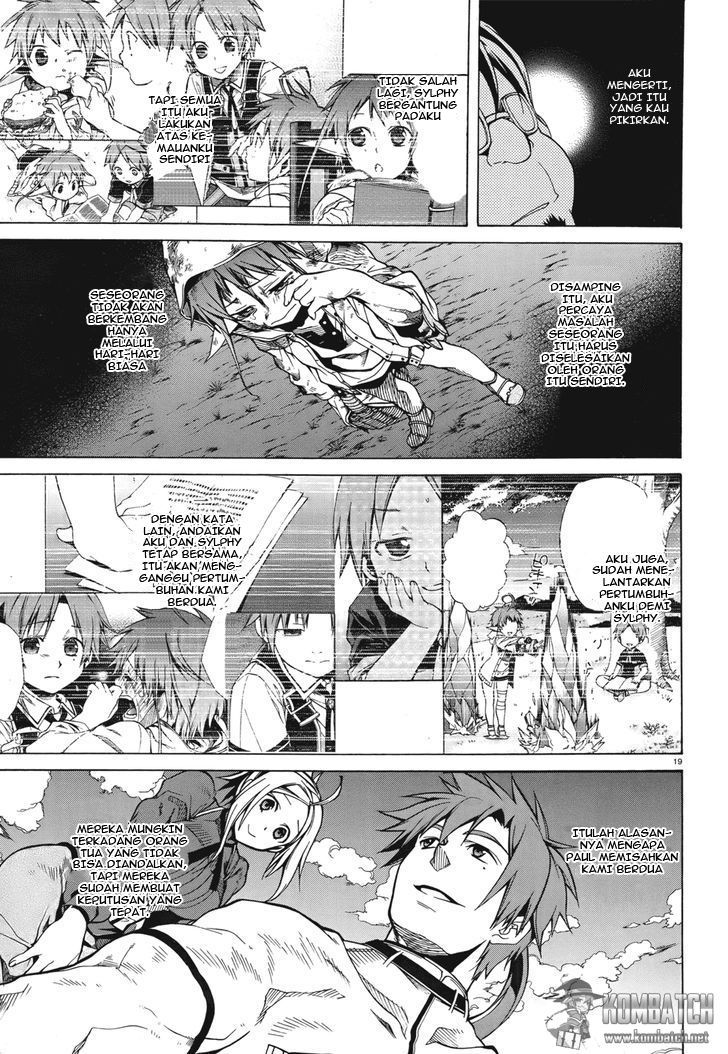 AKU
MENGERTI,
JADI ITU
YANG KAU
PIKIRKAN.
TIDAK SALAH
LAGI, SYLPHY
BERGANTUNG
PADAKU
TAPI SEMUA
ITU AKU
LAKUKAN
ATAS KE-
MAUANKU
SENDIRI
DISAMPING
ITU, AKU
PERCAYA
MASALAH
SESEORANG
ITU HARUS
DISELESAIKAN
OLEH ORANG
ITU SENDIRI.
SESEORANG
TIDAK AKAN
BERKEMBANG
HANYA
MELALUI
HARI-HARI
BIASA
AKU JUGA,
SUDAH MENE-
LANTARKAN
PERTUMBUH-
ANKU DEMI
SYLPHY.
DENGAN KATA
LAIN, ANDAIKAN
AKU DAN SYLPHY
TETAP BERSAMA,
ITU AKAN MENG-
GANGGU PERTUM-
BUHAN KAMI
BERDUA.
19
ITULAH ALASAN-
NYA MENGAPA
PAUL MEMISAHKAN
KAMI BERDUA
MEREKA MUNGKIN
TERKADANG ORANG
TUA YANG TIDAK
BISA DIANDALKAN,
TAPI MEREKA
SUDAH MEMBUAT
KEPUTUSAN YANG
TEPAT.
KOMBATCH
www.kombatch.net